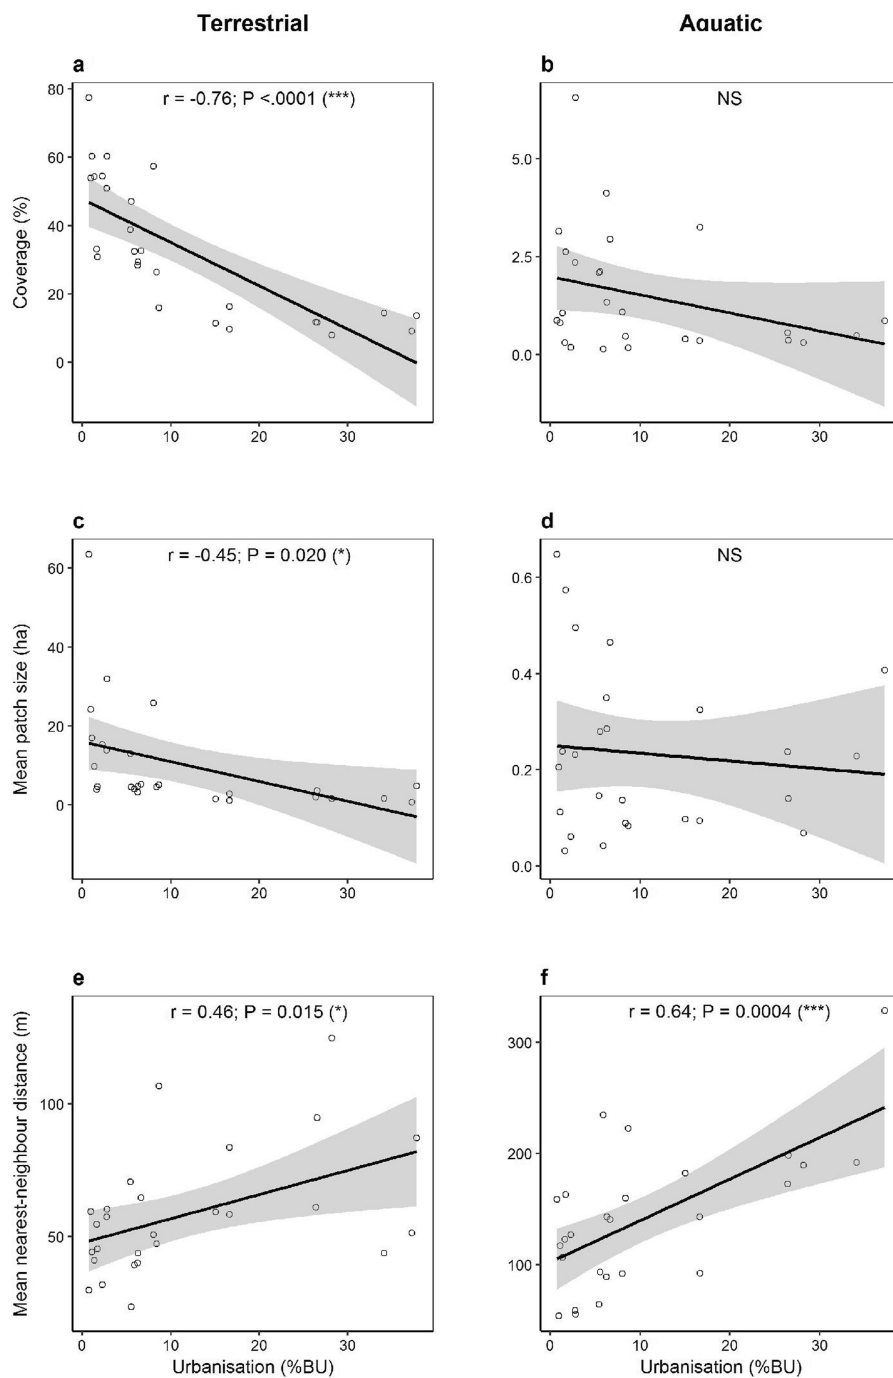 Terrestrial
Aquatic
a
r = -0.76; P <.0001 (***)
80
60
40
20
0
Coverage (%)
0 10 20 30
b
NS
5.0
2.5
0.0
0 10 20 30
c
r = -0.45; P = 0.020 (*)
60
40
20
0
Mean patch size (ha)
0 10 20 30
d
NS
0.6
0.4
0.2
0.0
0 10 20 30
e
r = 0.46; P = 0.015 (*)
100
50
Mean nearest-neighbour distance (m)
0 10 20 30
Urbanisation (%BU)
f
r = 0.64; P = 0.0004 (***)
300
200
100
0 10 20 30
Urbanisation (%BU)